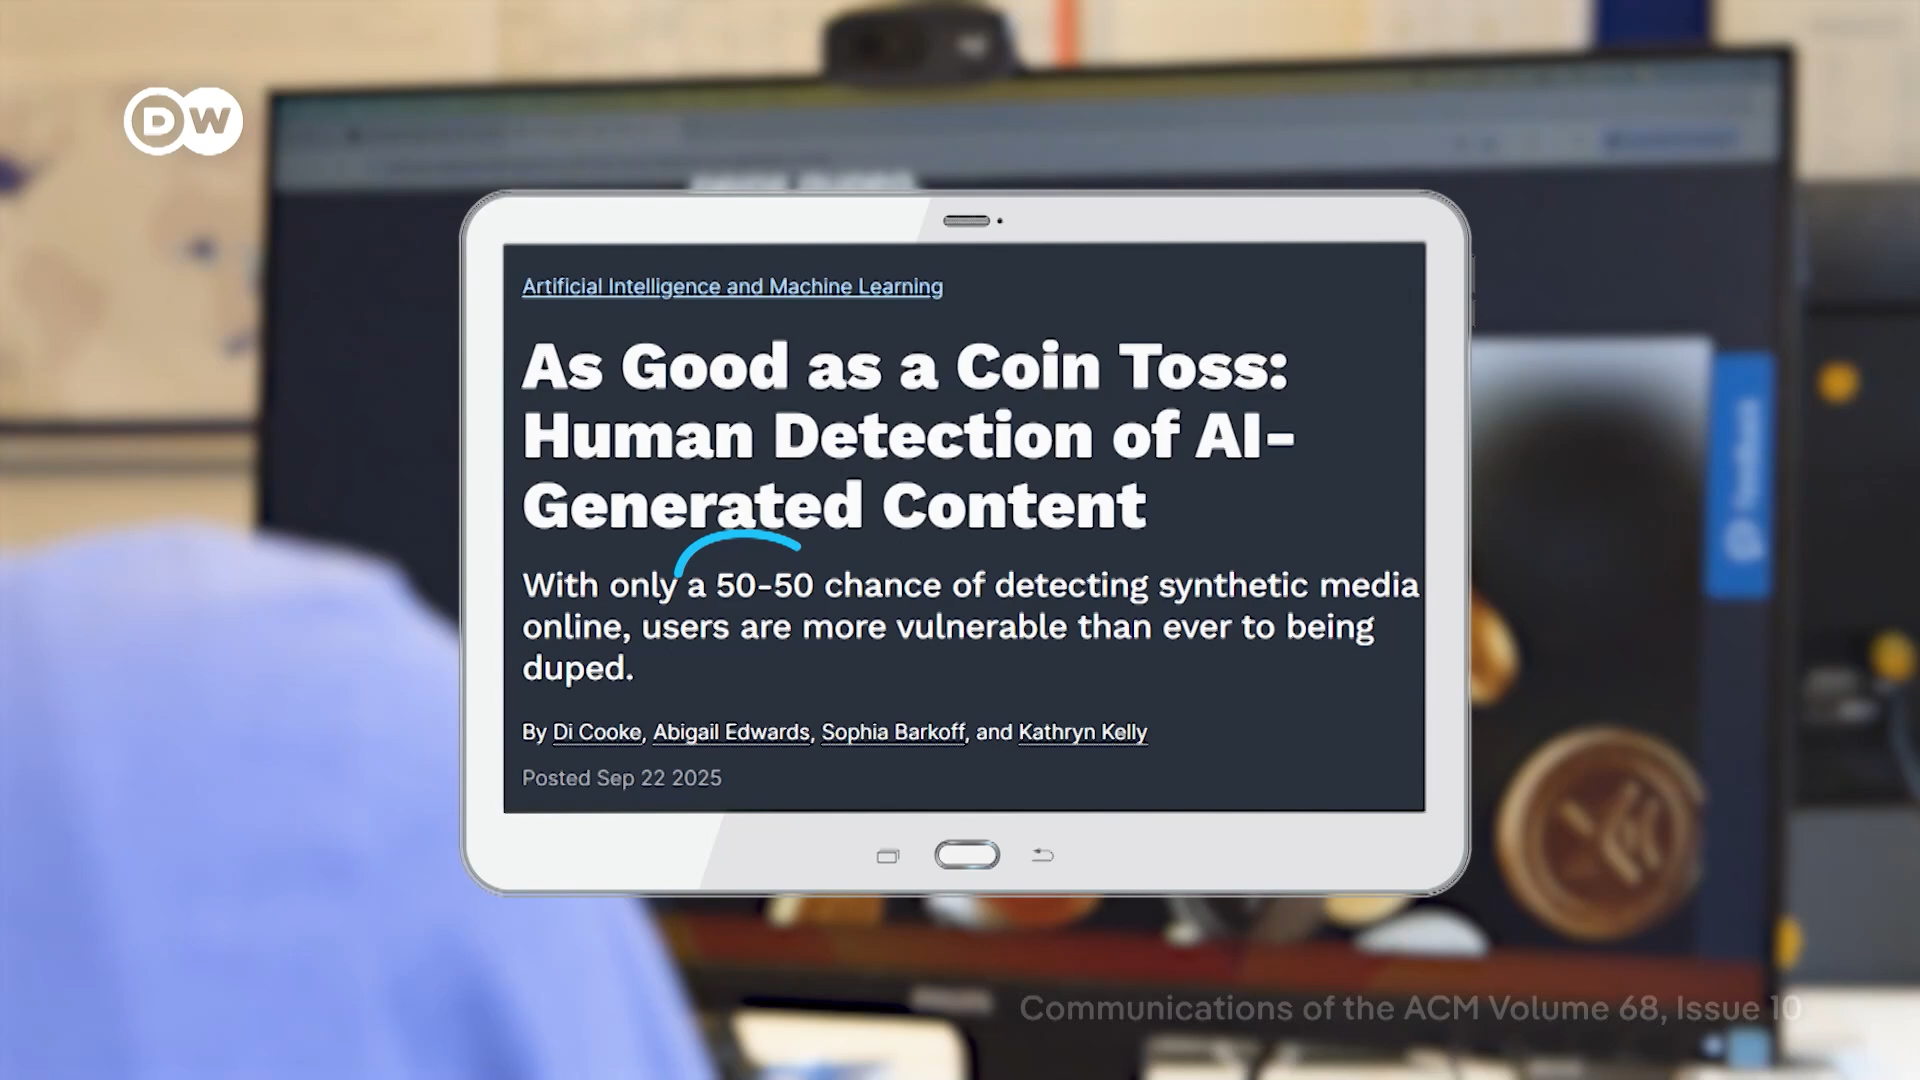 DW
Artificial Intelligence and Machine Learning
As Good as a Coin Toss:
Human Detection of AI-
Generated Content
With only a 50-50 chance of detecting synthetic media
online, users are more vulnerable than ever to being
duped.
By Di Cooke, Abigail Edwards, Sophia Barkoff, and Kathryn Kelly
Posted Sep 22 2025
Feedback
Communications of the ACM Volume 68, Issue 10